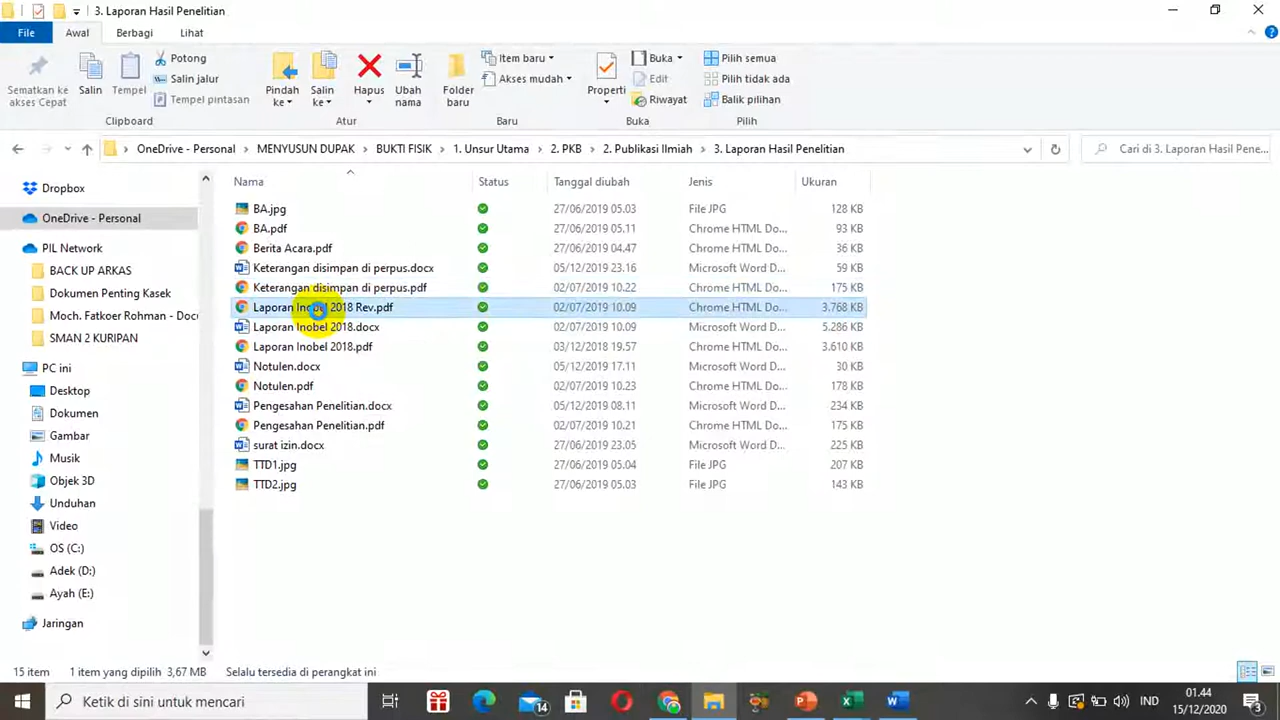 3. Laporan Hasil Penelitian
File Awal Berbagi Lihat
Sematkan ke akses Cepat
Salin
Tempel
Potong
Salin jalur
Tempel pintasan
Clipboard
Pindah ke
Salin ke
Hapus
Ubah nama
Atur
Folder baru
Item baru
Akses mudah
Baru
Properti
Buka
Edit
Riwayat
Buka
Pilih semua
Pilih tidak ada
Balik pilihan
Pilih
OneDrive - Personal > MENYUSUN DUPAK > BUKTI FISIK > 1. Unsur Utama > 2. PKB > 2. Publikasi Ilmiah > 3. Laporan Hasil Penelitian
Cari di 3. Laporan Hasil Pene...
Dropbox
OneDrive - Personal
PIL Network
BACK UP ARKAS
Dokumen Penting Kasek
Moch. Fatkoer Rohman - Doc
SMAN 2 KURIPAN
PC ini
Desktop
Dokumen
Gambar
Musik
Objek 3D
Unduhan
Video
OS (C:)
Adek (D:)
Ayah (E:)
Jaringan
Nama Status Tanggal diubah Jenis Ukuran
BA.jpg 27/06/2019 05.03 File JPG 128 KB
BA.pdf 27/06/2019 05.11 Chrome HTML Do... 93 KB
Berita Acara.pdf 27/06/2019 04.47 Chrome HTML Do... 36 KB
Keterangan disimpan di perpus.docx 05/12/2019 23.16 Microsoft Word D... 59 KB
Keterangan disimpan di perpus.pdf 02/07/2019 10.22 Chrome HTML Do... 175 KB
Laporan Inobel 2018 Rev.pdf 02/07/2019 10.09 Chrome HTML Do... 3.768 KB
Laporan Inobel 2018.docx 02/07/2019 10.09 Microsoft Word D... 5.286 KB
Laporan Inobel 2018.pdf 03/12/2018 19.57 Chrome HTML Do... 3.610 KB
Notulen.docx 05/12/2019 17.11 Microsoft Word D... 30 KB
Notulen.pdf 02/07/2019 10.23 Chrome HTML Do... 178 KB
Pengesahan Penelitian.docx 05/12/2019 08.11 Microsoft Word D... 234 KB
Pengesahan Penelitian.pdf 02/07/2019 10.21 Chrome HTML Do... 175 KB
surat izin.docx 27/06/2019 23.05 Microsoft Word D... 225 KB
TTD1.jpg 27/06/2019 05.04 File JPG 207 KB
TTD2.jpg 27/06/2019 05.03 File JPG 143 KB
15 item 1 item yang dipilih 3,67 MB Selalu tersedia di perangkat ini
Ketik di sini untuk mencari
14
IND
01.44
15/12/2020
3